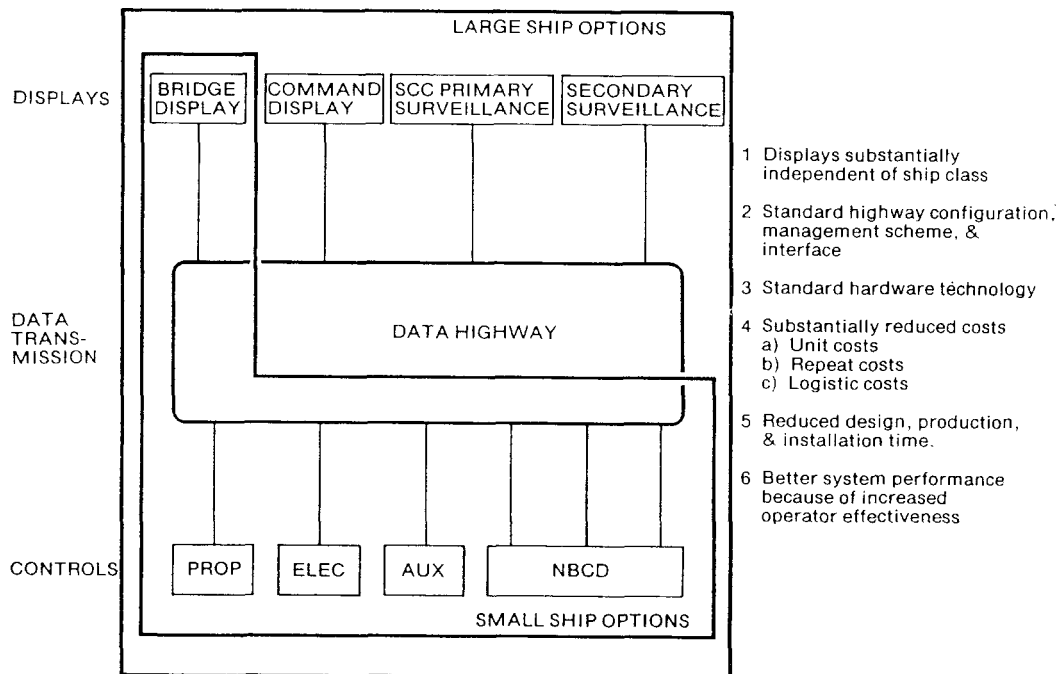 LARGE SHIP OPTIONS
DISPLAYS
BRIDGE
DISPLAY
COMMAND
DISPLAY
SCC PRIMARY
SURVEILLANCE
SECONDARY
SURVEILLANCE
DATA
TRANS-
MISSION
DATA HIGHWAY
CONTROLS
PROP
ELEC
AUX
NBCD
SMALL SHIP OPTIONS
1 Displays substantially
independent of ship class
2 Standard highway configuration,
management scheme, &
interface
3 Standard hardware technology
4 Substantially reduced costs
a) Unit costs
b) Repeat costs
c) Logistic costs
5 Reduced design, production,
& installation time.
6 Better system performance
because of increased
operator effectiveness